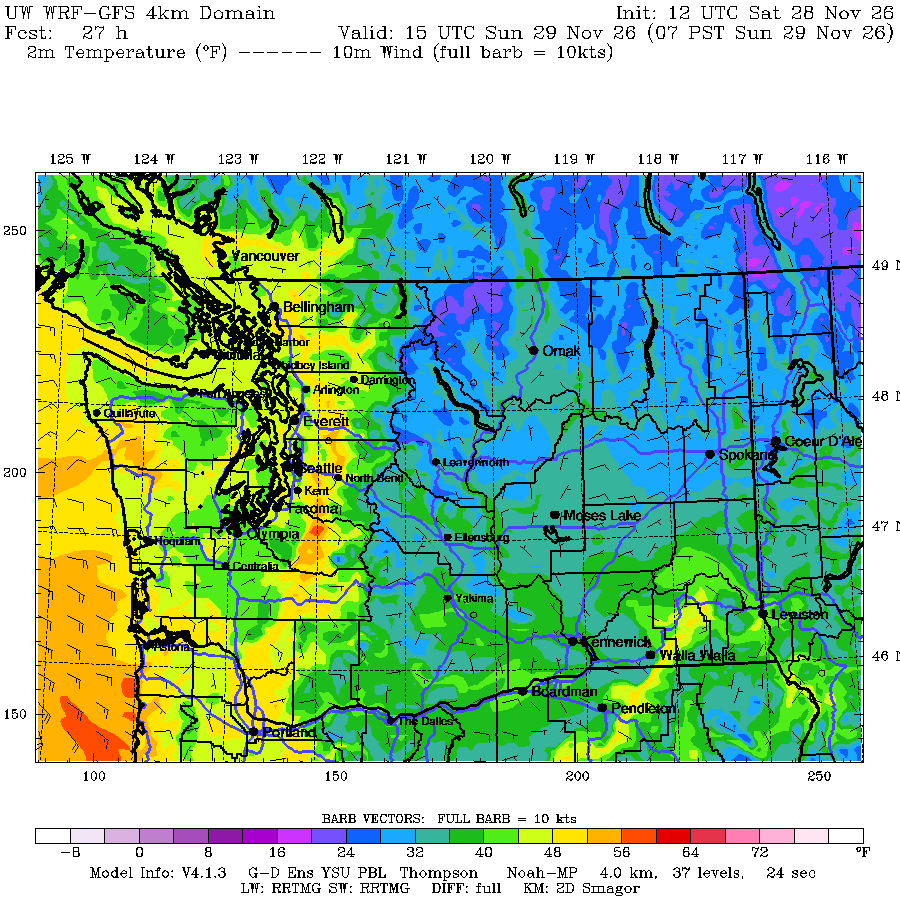 UW WRF-GFS 4km Domain Init: 12 UTC Sat 28 Nov 26
Fcst: 27 h Valid: 15 UTC Sun 29 Nov 26 (07 PST Sun 29 Nov 26)
2m Temperature (°F) ------ 10m Wind (full barb = 10kts)
125 W 124 W 123 W 122 W 121 W 120 W 119 W 118 W 117 W 116 W
250
Vancouver
49 N
Bellingham
Harbor
Omak
Whidbey Island
Darrington
Arlington
48 N
Port Angeles
Quillayute
Everett
Coeur D'Alene
Spokane
200
Seattle
Leavenworth
North Bend
Kent
Tacoma
Moses Lake
47 N
Olympia
Ellensburg
Hoquiam
Centralia
Yakima
Lewiston
Kennewick
Astoria
Walla Walla
46 N
Boardman
Pendleton
150
The Dalles
Portland
100 150 200 250
BARB VECTORS: FULL BARB = 10 kts
-8 0 8 16 24 32 40 48 56 64 72 °F
Model Info: V4.1.3 G-D Ens YSU PBL Thompson Noah-MP 4.0 km, 37 levels, 24 sec
LW: RRTMG SW: RRTMG DIFF: full KM: 2D Smagor